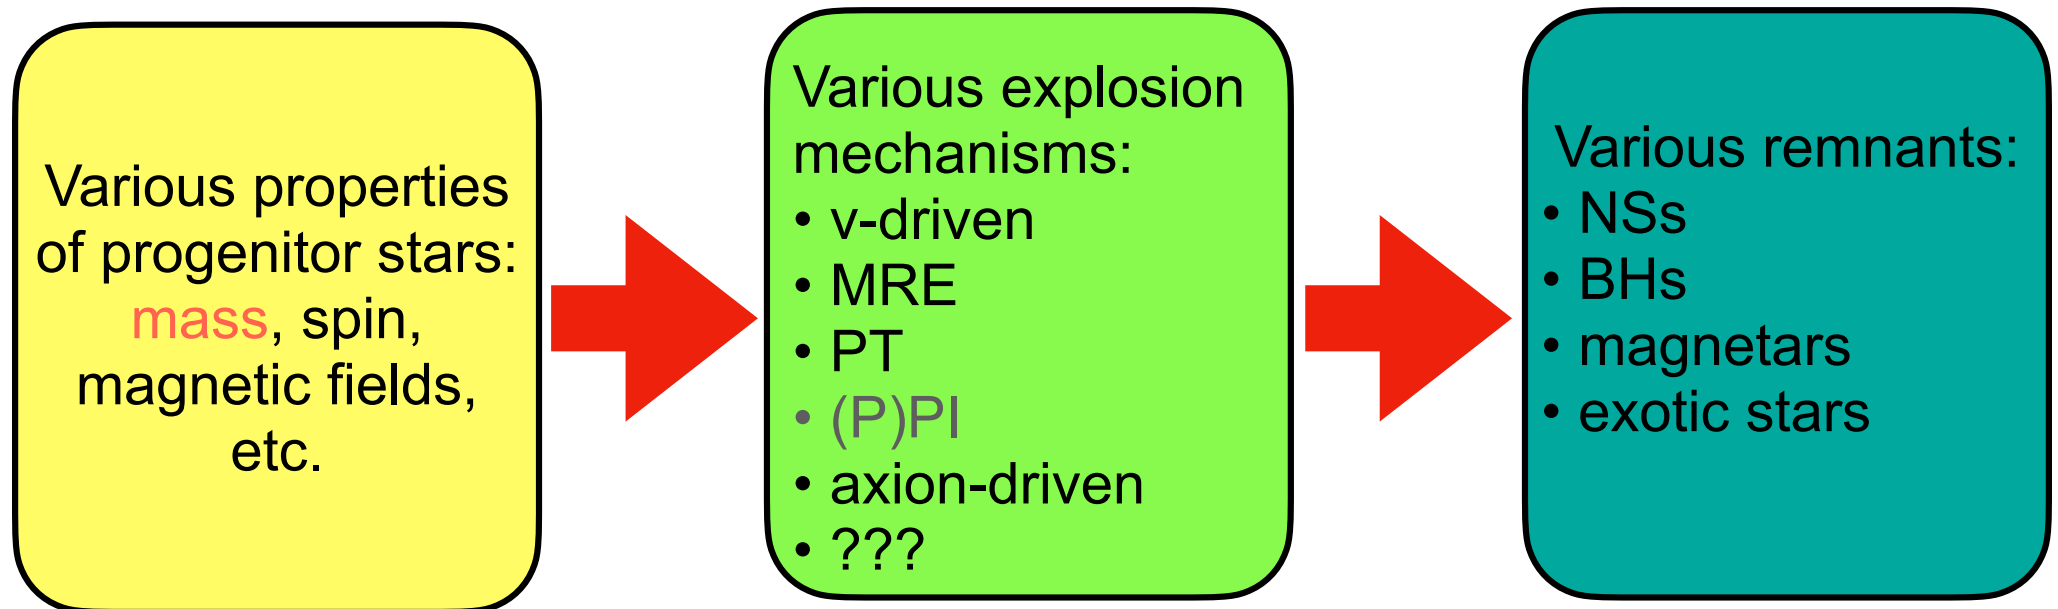 Various properties
of progenitor stars:
mass, spin,
magnetic fields,
etc.
Various explosion
mechanisms:
• ν-driven
• MRE
• PT
• (P)PI
• axion-driven
• ???
Various remnants:
• NSs
• BHs
• magnetars
• exotic stars